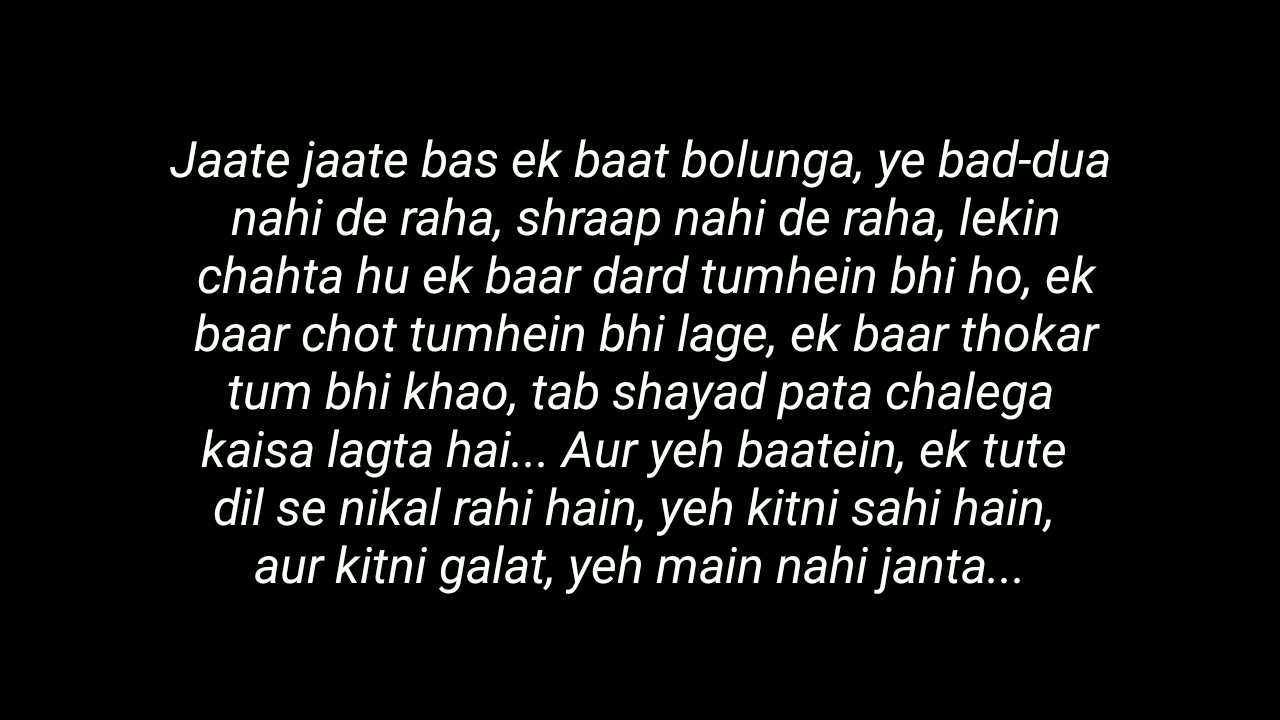 Jaate jaate bas ek baat bolunga, ye bad-dua
nahi de raha, shraap nahi de raha, lekin
chahta hu ek baar dard tumhein bhi ho, ek
baar chot tumhein bhi lage, ek baar thokar
tum bhi khao, tab shayad pata chalega
kaisa lagta hai... Aur yeh baatein, ek tute
dil se nikal rahi hain, yeh kitni sahi hain,
aur kitni galat, yeh main nahi janta...